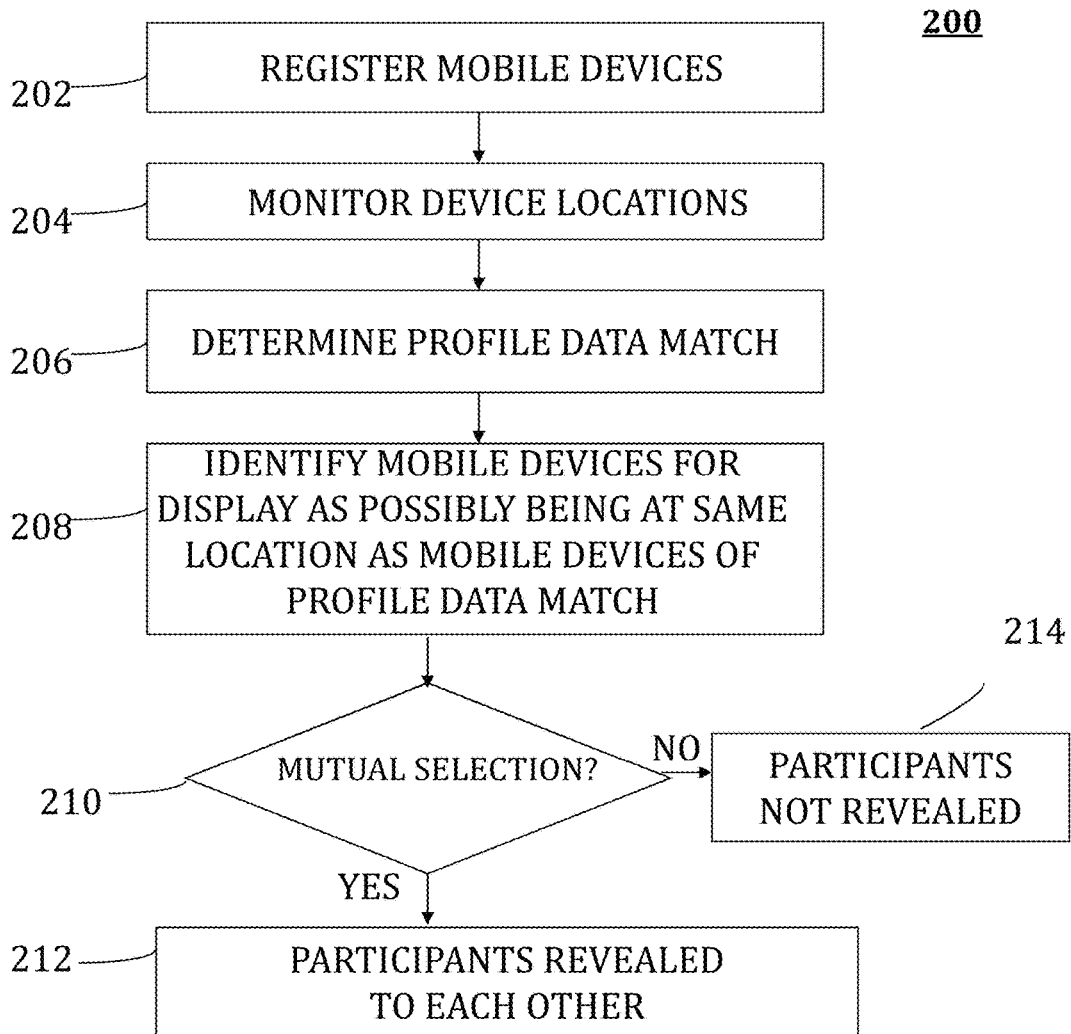 200
202
REGISTER MOBILE DEVICES
204
MONITOR DEVICE LOCATIONS
206
DETERMINE PROFILE DATA MATCH
208
IDENTIFY MOBILE DEVICES FOR
DISPLAY AS POSSIBLY BEING AT SAME
LOCATION AS MOBILE DEVICES OF
PROFILE DATA MATCH
210
MUTUAL SELECTION?
NO
214
PARTICIPANTS
NOT REVEALED
YES
212
PARTICIPANTS REVEALED
TO EACH OTHER